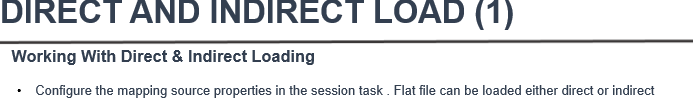 DIRECT AND INDIRECT LOAD (1)
Working With Direct & Indirect Loading
• Configure the mapping source properties in the session task . Flat file can be loaded either direct or indirect